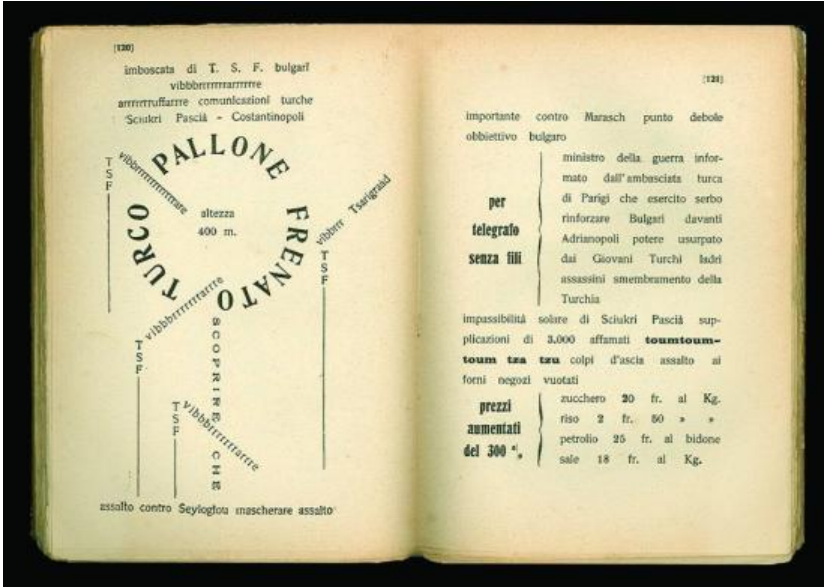 [120]
imboscata di T. S. F. bulgari
vibbbrrrrrrarrrrrre
arrrrrrruffarrre comunicazioni turche
Sciukri Pascià - Costantinopoli
PALLONE FRENATO TURCO
altezza
400 m.
TSF
vibbrrrrrrrrrrrrare
TSF
vibbrrr Tsarigradd
TSF
vibbbrrrrrrrrarrre
TSF
vibbbrrrrrrrarrre
SCOPRIRE CHE
assalto contro Seyloglou mascherare assalto
[121]
importante contro Marasch punto debole
obbiettivo bulgaro
per
telegrafo
senza fili
ministro della guerra infor-
mato dall'ambasciata turca
di Parigi che esercito serbo
rinforzare Bulgari davanti
Adrianopoli potere usurpato
dai Giovani Turchi ladri
assassini smembramento della
Turchia
impassibilità solare di Sciukri Pascià sup-
plicazioni di 3.000 affamati toumtoum-
toum tza tzu colpi d'ascia assalto ai
forni negozi vuotati
prezzi
aumentati
del 300 %
zucchero 20 fr. al Kg.
riso 2 fr. 50 » »
petrolio 25 fr. al bidone
sale 18 fr. al Kg.